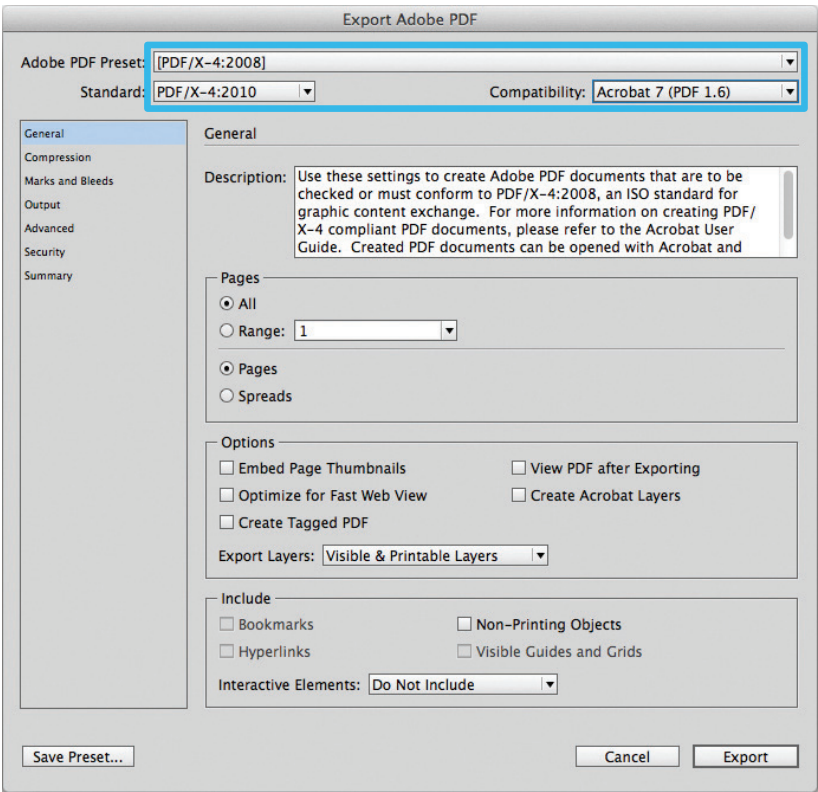 Export Adobe PDF
Adobe PDF Preset: [PDF/X-4:2008]
Standard: PDF/X-4:2010 Compatibility: Acrobat 7 (PDF 1.6)
General
Compression
Marks and Bleeds
Output
Advanced
Security
Summary
General
Description: Use these settings to create Adobe PDF documents that are to be
checked or must conform to PDF/X-4:2008, an ISO standard for
graphic content exchange.  For more information on creating PDF/
X-4 compliant PDF documents, please refer to the Acrobat User
Guide.  Created PDF documents can be opened with Acrobat and
Pages
All
Range: 1
Pages
Spreads
Options
Embed Page Thumbnails View PDF after Exporting
Optimize for Fast Web View Create Acrobat Layers
Create Tagged PDF
Export Layers: Visible & Printable Layers
Include
Bookmarks Non-Printing Objects
Hyperlinks Visible Guides and Grids
Interactive Elements: Do Not Include
Save Preset... Cancel Export